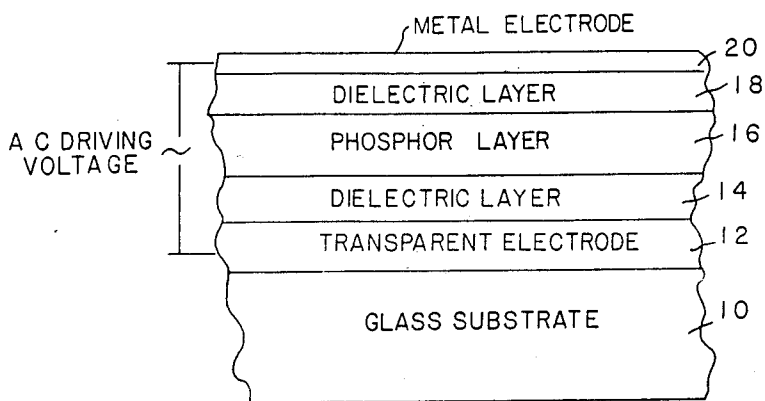 METAL ELECTRODE
20
DIELECTRIC LAYER 18
A C DRIVING
VOLTAGE
PHOSPHOR LAYER 16
DIELECTRIC LAYER 14
TRANSPARENT ELECTRODE 12
GLASS SUBSTRATE 10